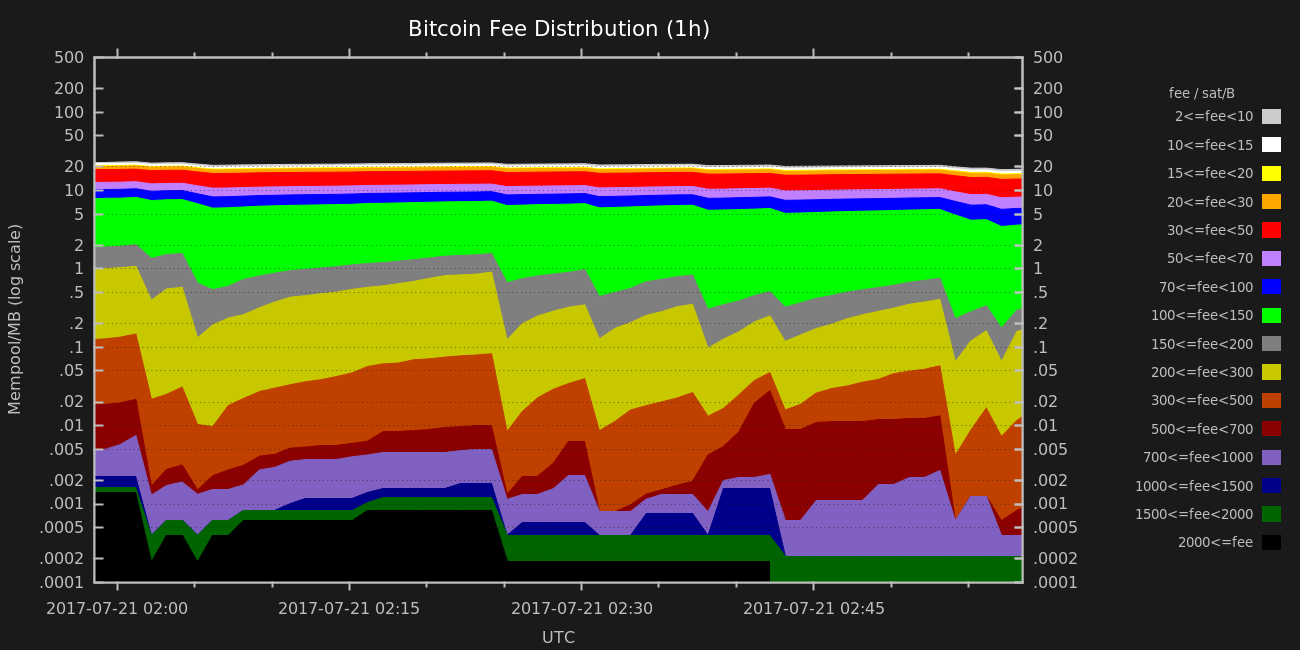 Bitcoin Fee Distribution (1h)
500
200
100
50
20
10
5
2
1
.5
.2
.1
.05
.02
.01
.005
.002
.001
.0005
.0002
.0001
Mempool/MB (log scale)
500
200
100
50
20
10
5
2
1
.5
.2
.1
.05
.02
.01
.005
.002
.001
.0005
.0002
.0001
2017-07-21 02:00 2017-07-21 02:15 2017-07-21 02:30 2017-07-21 02:45
UTC
fee / sat/B
2<=fee<10
10<=fee<15
15<=fee<20
20<=fee<30
30<=fee<50
50<=fee<70
70<=fee<100
100<=fee<150
150<=fee<200
200<=fee<300
300<=fee<500
500<=fee<700
700<=fee<1000
1000<=fee<1500
1500<=fee<2000
2000<=fee